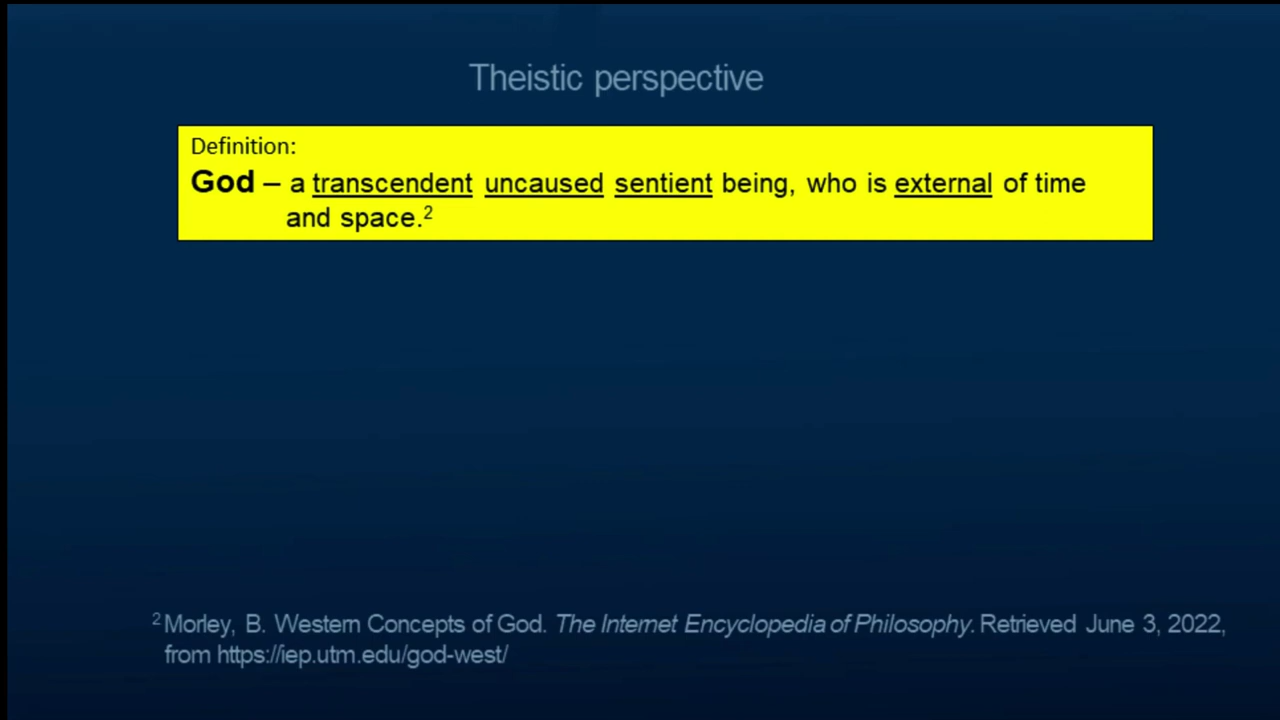 Theistic perspective
Definition:
God – a transcendent uncaused sentient being, who is external of time
and space.2
2 Morley, B. Western Concepts of God. The Internet Encyclopedia of Philosophy. Retrieved June 3, 2022,
from https://iep.utm.edu/god-west/